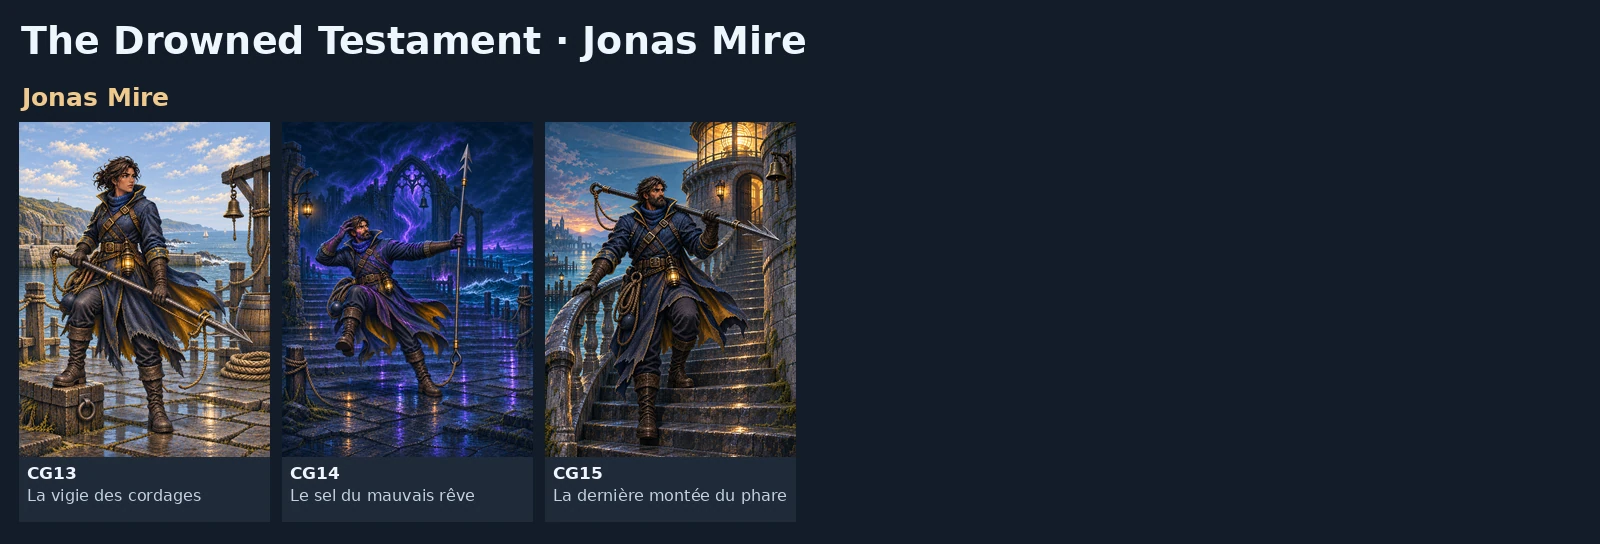 The Drowned Testament · Jonas Mire
Jonas Mire
CG13
La vigie des cordages
CG14
Le sel du mauvais rêve
CG15
La dernière montée du phare